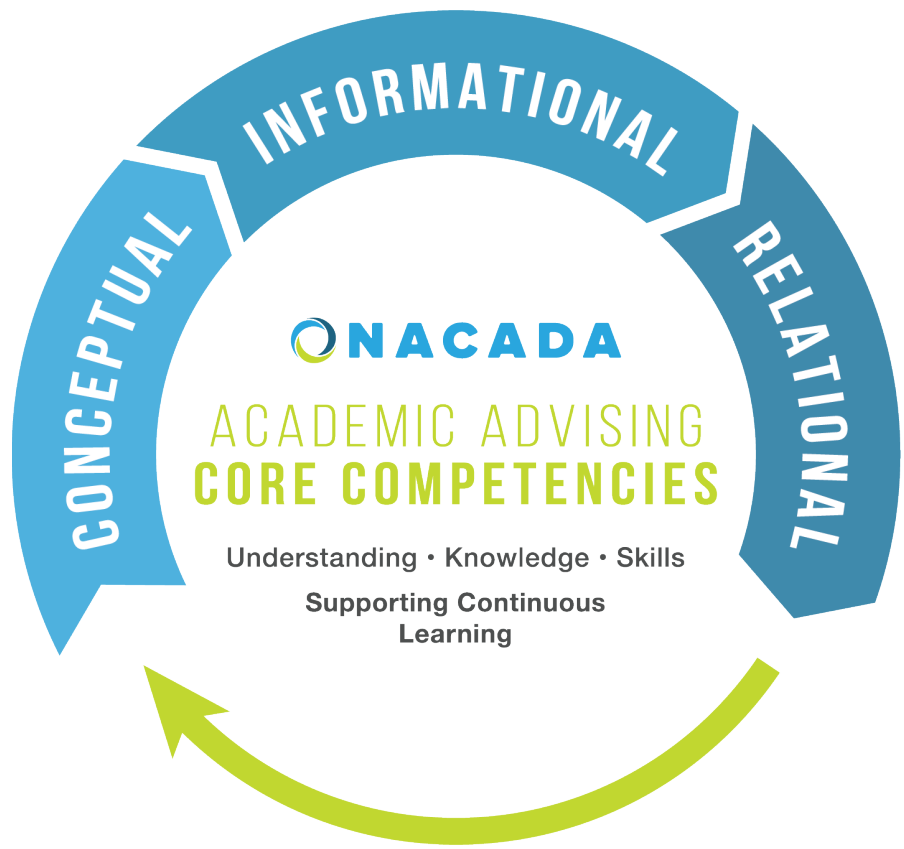 CONCEPTUAL
INFORMATIONAL
RELATIONAL
NACADA
ACADEMIC ADVISING
CORE COMPETENCIES
Understanding • Knowledge • Skills
Supporting Continuous
Learning